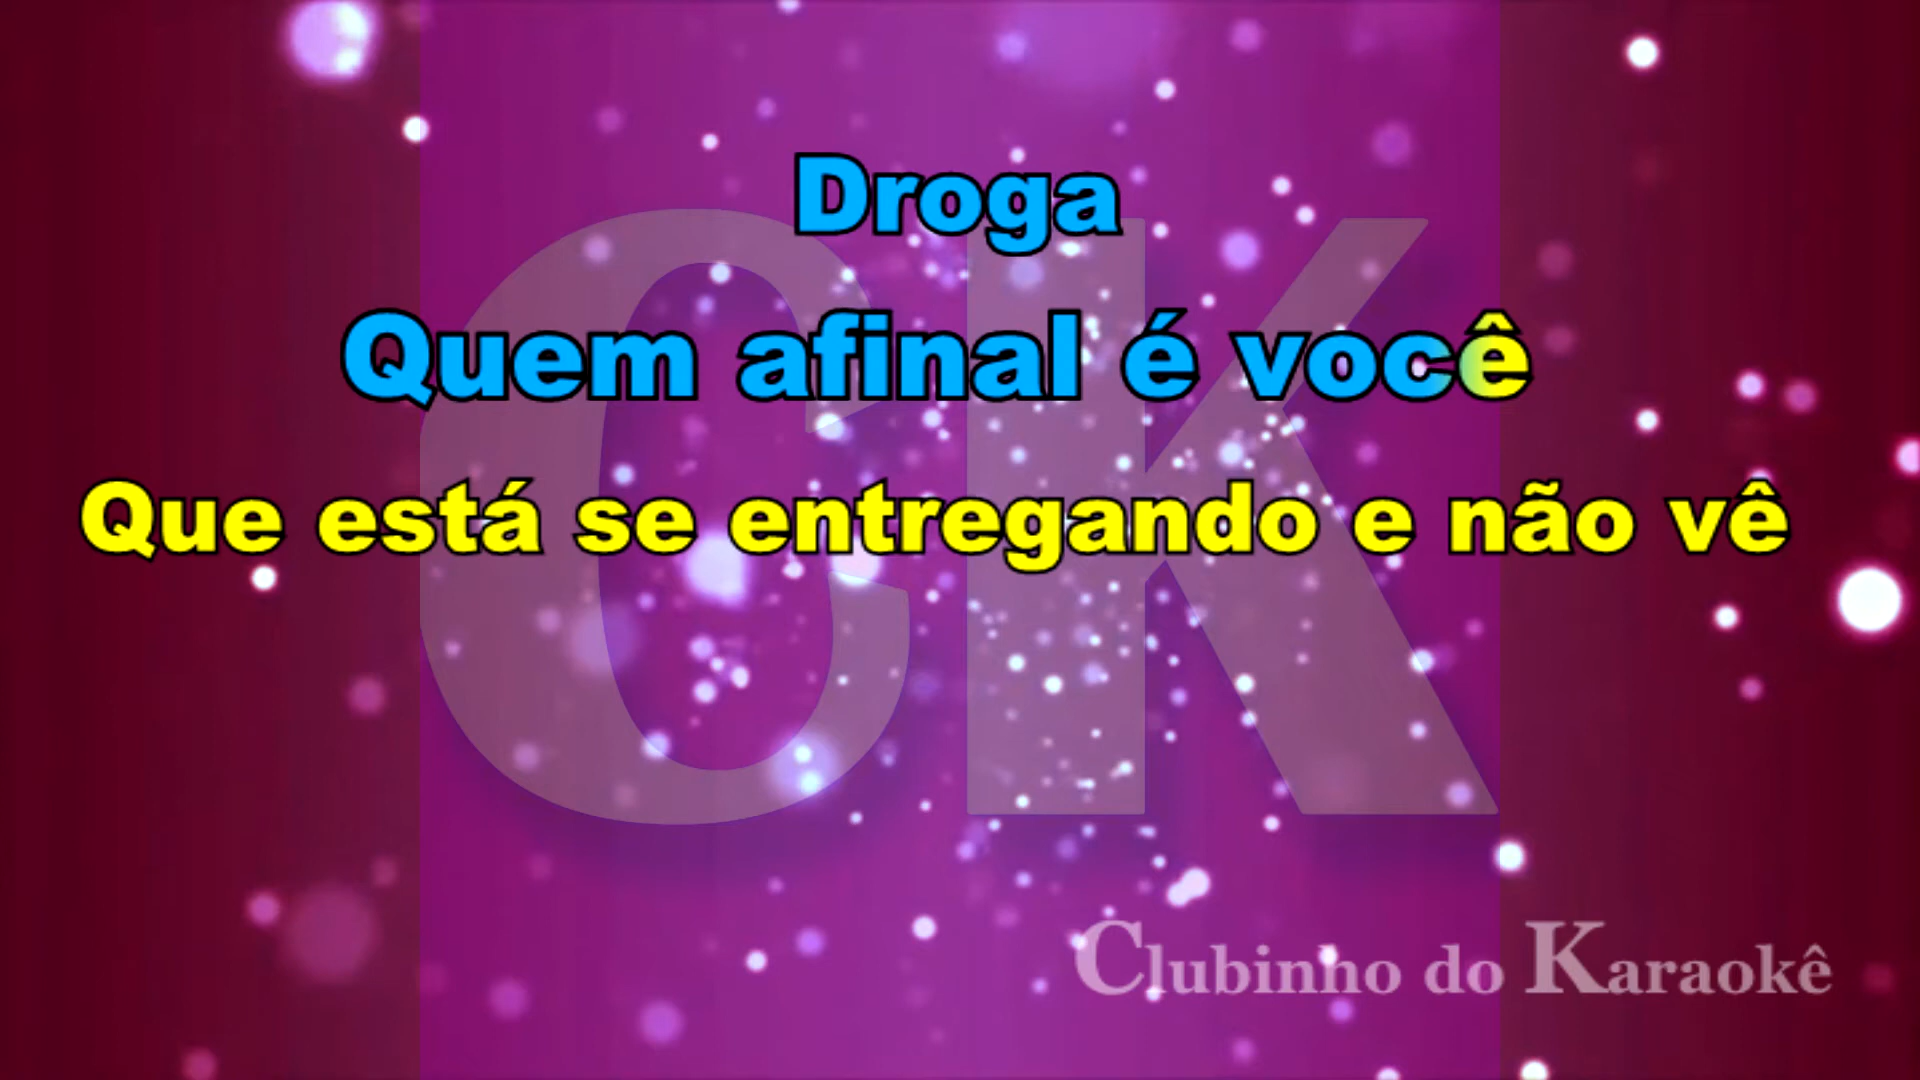 Droga
Quem afinal é você
Que está se entregando e não vê
CK
Clubinho do Karaokê